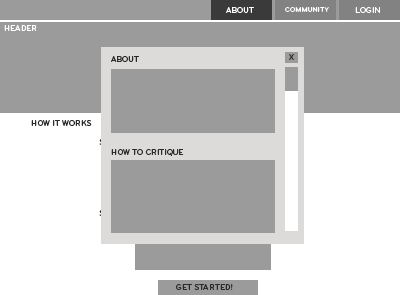 ABOUT
COMMUNITY
LOGIN
HEADER
ABOUT
X
HOW IT WORKS
HOW TO CRITIQUE
GET STARTED!